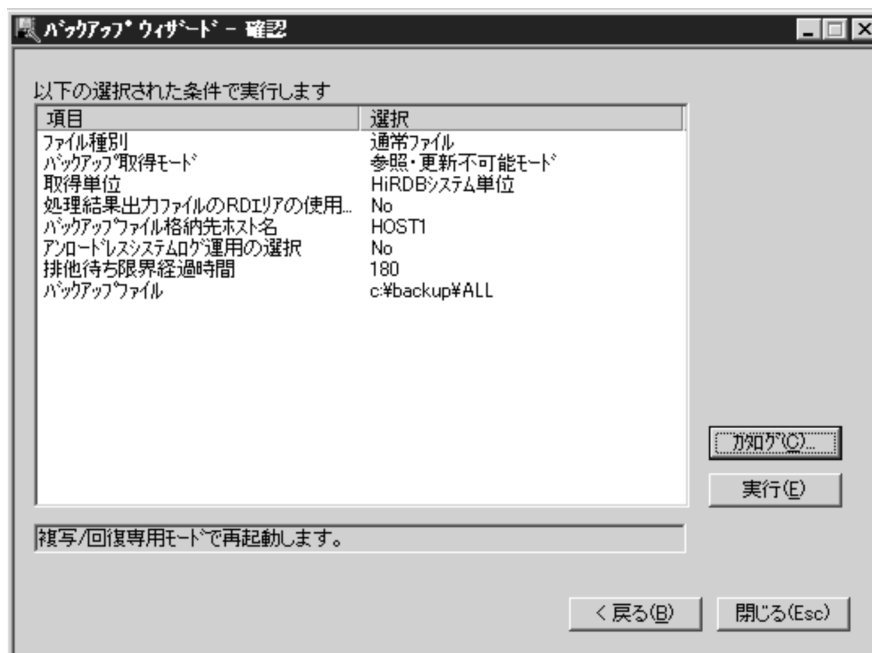 ﾊﾞｯｸｱｯﾌﾟ ｳｨｻﾞｰﾄﾞ - 確認
以下の選択された条件で実行します
項目 選択
ﾌｧｲﾙ種別 通常ﾌｧｲﾙ
ﾊﾞｯｸｱｯﾌﾟ取得ﾓｰﾄﾞ 参照・更新不可能ﾓｰﾄﾞ
取得単位 HiRDBｼｽﾃﾑ単位
処理結果出力ﾌｧｲﾙのRDｴﾘｱの使用... No
ﾊﾞｯｸｱｯﾌﾟﾌｧｲﾙ格納先ﾎｽﾄ名 HOST1
ｱﾝﾛｰﾄﾞﾚｽｼｽﾃﾑﾛｸﾞ運用の選択 No
排他待ち限界経過時間 180
ﾊﾞｯｸｱｯﾌﾟﾌｧｲﾙ c:¥backup¥ALL
ｶﾀﾛｸﾞ(C)...
実行(E)
複写/回復専用ﾓｰﾄﾞで再起動します。
< 戻る(B) 閉じる(Esc)